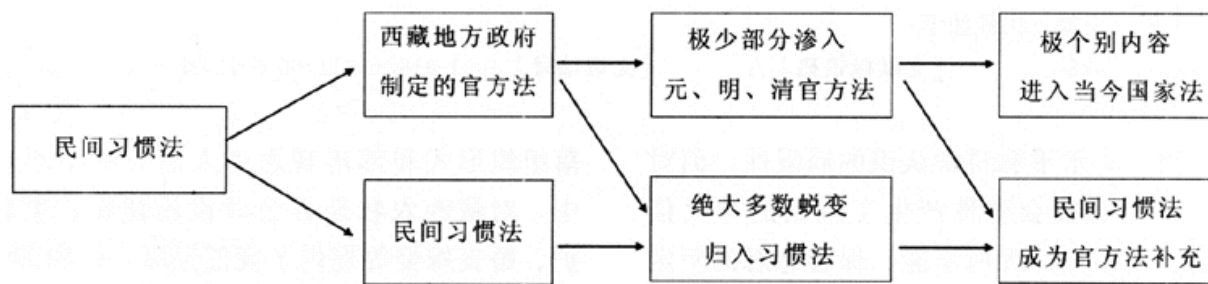 民间习惯法
西藏地方政府
制定的官方法
民间习惯法
极少部分渗入
元、明、清官方法
绝大多数蜕变
归入习惯法
极个别内容
进入当今国家法
民间习惯法
成为官方法补充